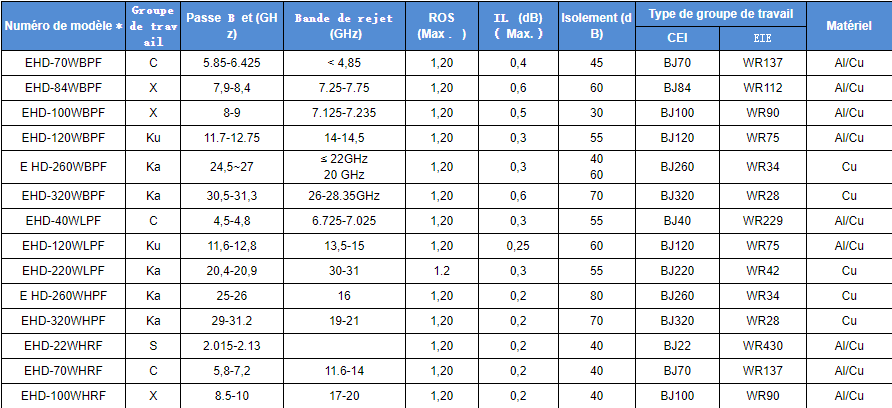 Numéro de modèle * Groupe de travail Passe B et (GHz) Bande de rejet (GHz) ROS (Max . ) IL (dB) ( Max. ) Isolement (dB) Type de groupe de travail CEI EIE Matériel
EHD-70WBPF C 5.85-6.425 < 4,85 1,20 0,4 45 BJ70 WR137 Al/Cu
EHD-84WBPF X 7,9-8,4 7.25-7.75 1,20 0,6 60 BJ84 WR112 Al/Cu
EHD-100WBPF X 8-9 7.125-7.235 1,20 0,5 30 BJ100 WR90 Al/Cu
EHD-120WBPF Ku 11.7-12.75 14-14,5 1,20 0,3 55 BJ120 WR75 Al/Cu
E HD-260WBPF Ka 24,5~27 ≤ 22GHz 20 GHz 1,20 0,3 40 60 BJ260 WR34 Cu
EHD-320WBPF Ka 30,5-31,3 26-28.35GHz 1,20 0,6 70 BJ320 WR28 Cu
EHD-40WLPF C 4,5-4,8 6.725-7.025 1,20 0,3 55 BJ40 WR229 Al/Cu
EHD-120WLPF Ku 11,6-12,8 13,5-15 1,20 0,25 60 BJ120 WR75 Al/Cu
EHD-220WLPF Ka 20,4-20,9 30-31 1.2 0,3 55 BJ220 WR42 Cu
E HD-260WHPF Ka 25-26 16 1,20 0,2 80 BJ260 WR34 Cu
EHD-320WHPF Ka 29-31.2 19-21 1,20 0,2 70 BJ320 WR28 Cu
EHD-22WHRF S 2.015-2.13 1,20 0,2 40 BJ22 WR430 Al/Cu
EHD-70WHRF C 5,8-7,2 11.6-14 1,20 0,2 40 BJ70 WR137 Al/Cu
EHD-100WHRF X 8.5-10 17-20 1,20 0,2 40 BJ100 WR90 Al/Cu